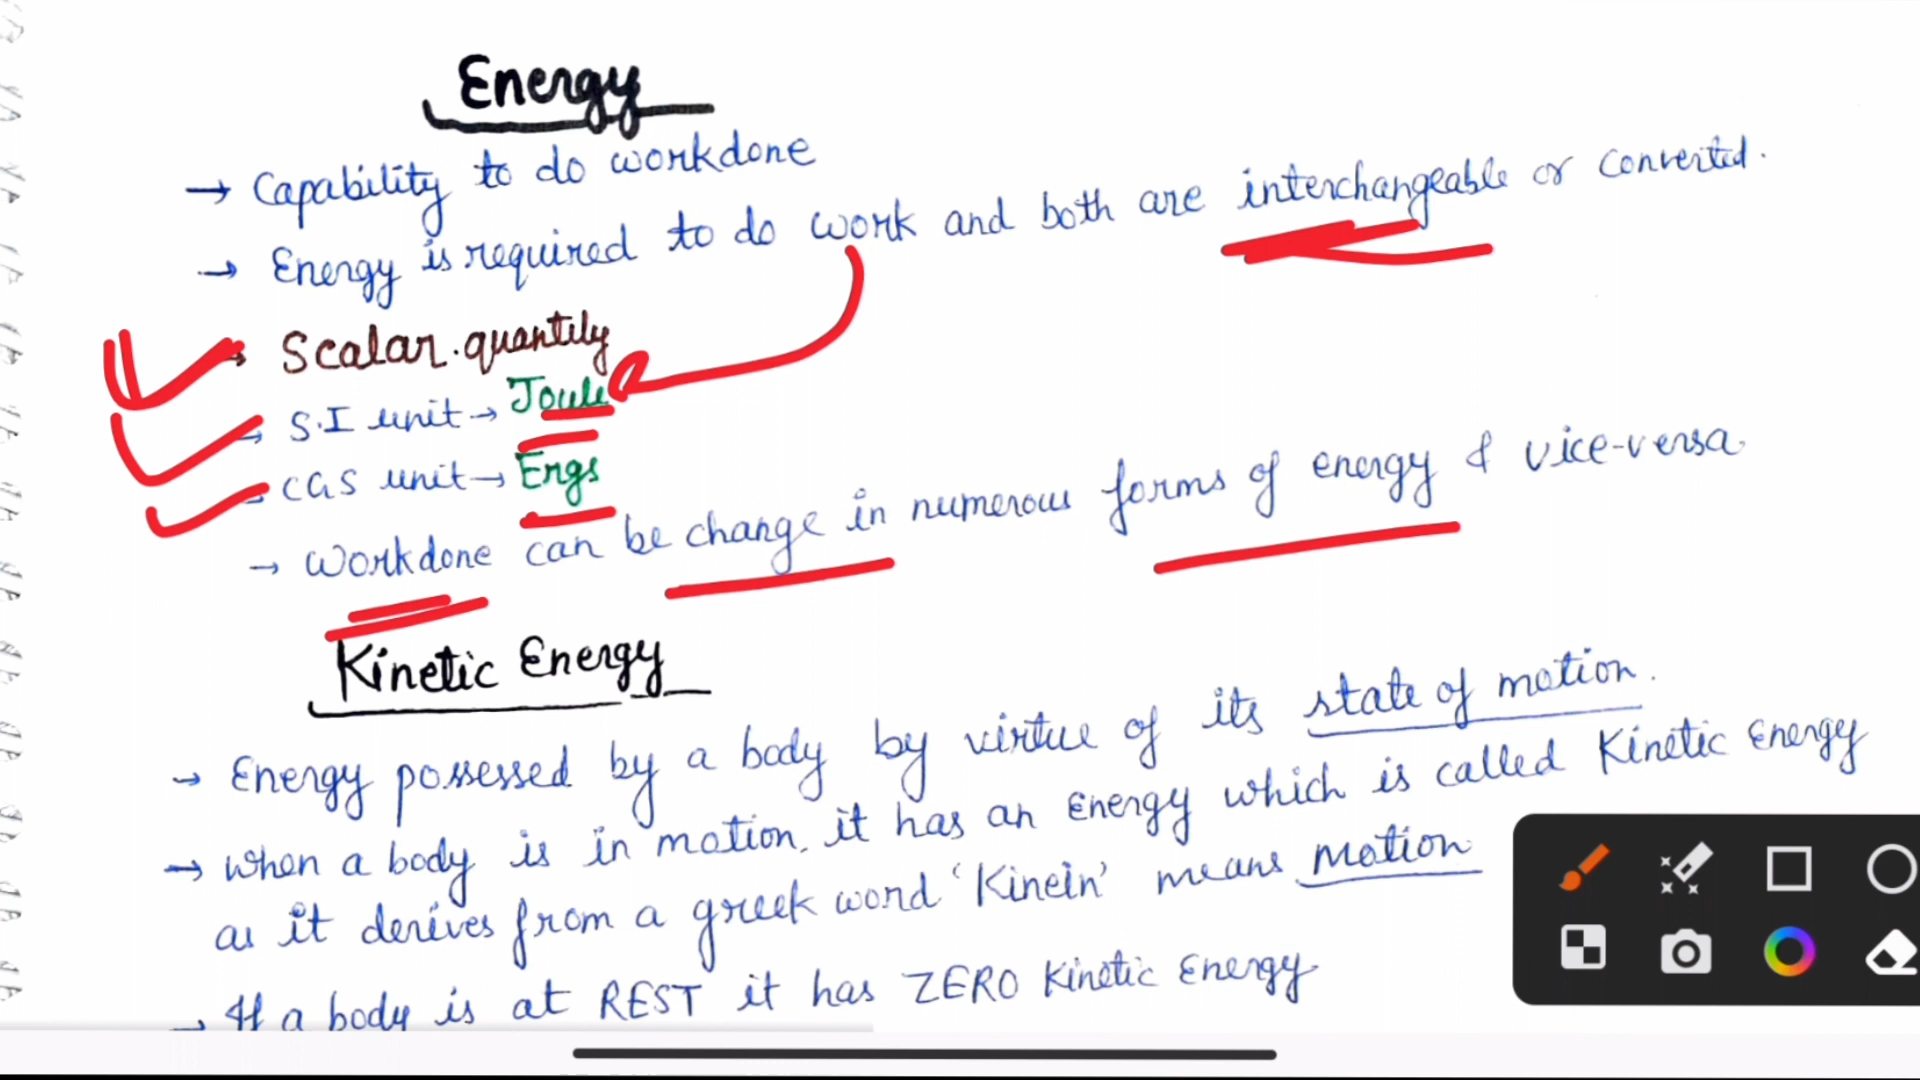 Energy
→ Capability to do workdone
→ Energy is required to do work and both are interchangeable or converted.
→ Scalar quantity
→ S.I unit → Joule
→ CGS unit → Ergs
→ Workdone can be change in numerous forms of energy & vice-versa
Kinetic Energy
→ Energy possessed by a body by virtue of its state of motion.
→ When a body is in motion, it has an Energy which is called Kinetic Energy
as it derives from a greek word 'Kinein' means Motion
→ If a body is at REST it has ZERO Kinetic Energy